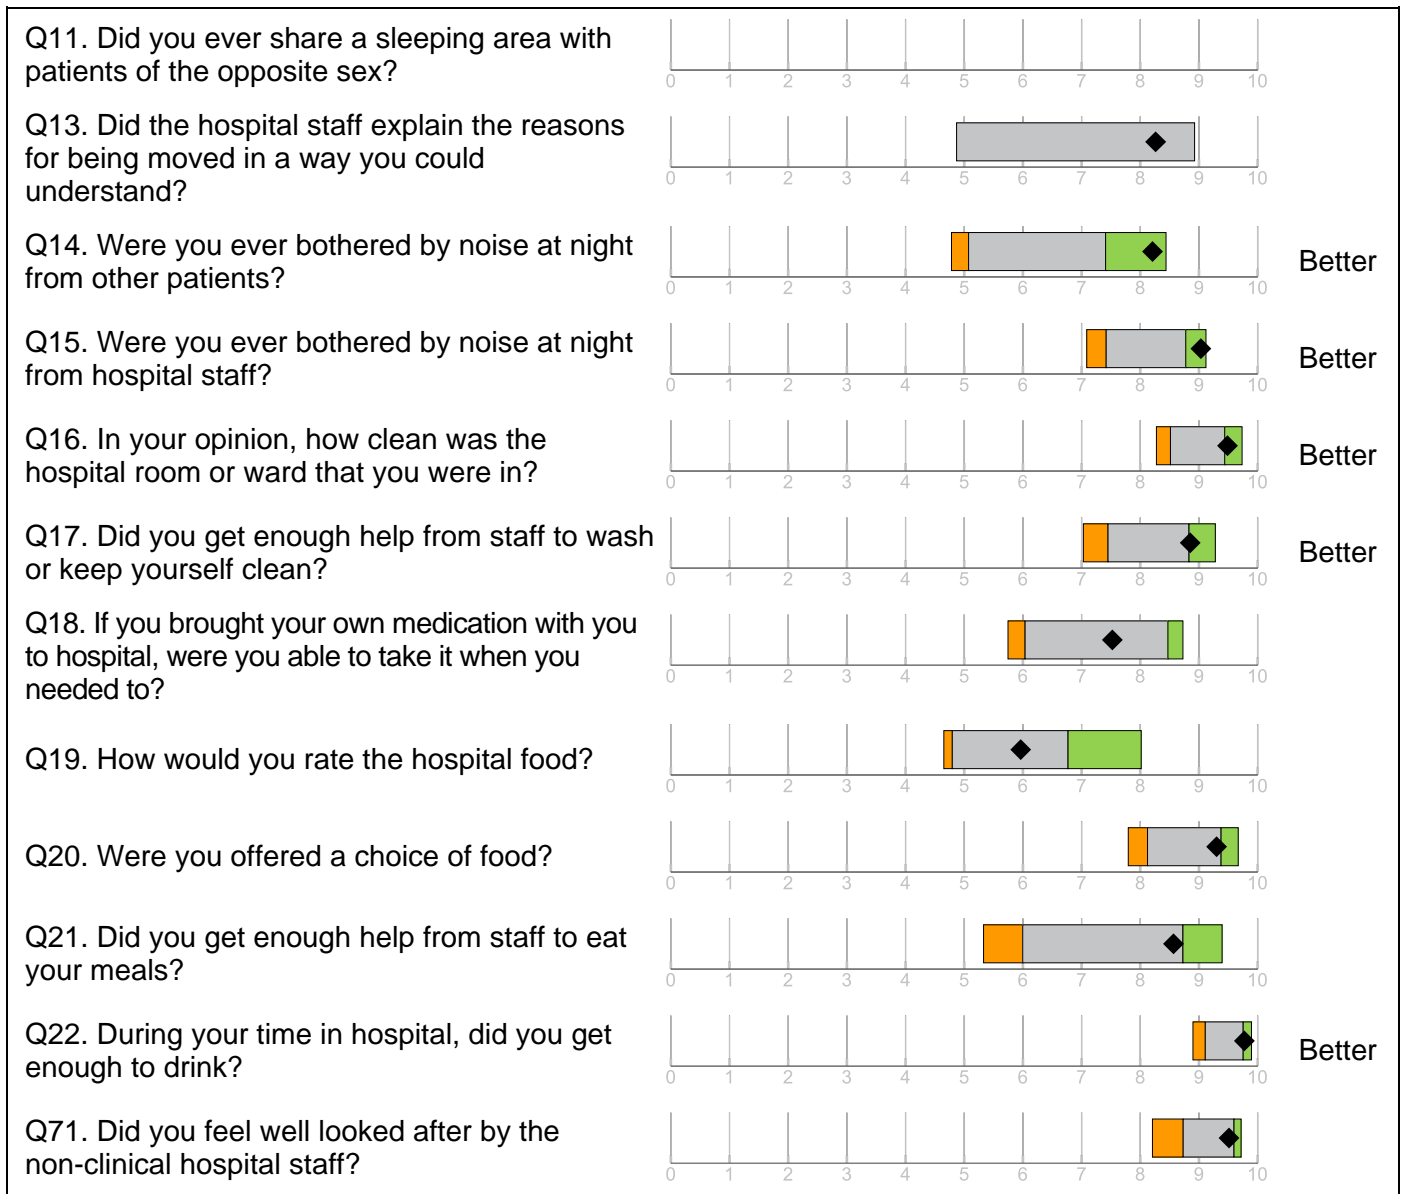 Q11. Did you ever share a sleeping area with
patients of the opposite sex?
0 1 2 3 4 5 6 7 8 9 10
Q13. Did the hospital staff explain the reasons
for being moved in a way you could
understand?
0 1 2 3 4 5 6 7 8 9 10
Q14. Were you ever bothered by noise at night
from other patients?
Better
0 1 2 3 4 5 6 7 8 9 10
Q15. Were you ever bothered by noise at night
from hospital staff?
Better
0 1 2 3 4 5 6 7 8 9 10
Q16. In your opinion, how clean was the
hospital room or ward that you were in?
Better
0 1 2 3 4 5 6 7 8 9 10
Q17. Did you get enough help from staff to wash
or keep yourself clean?
Better
0 1 2 3 4 5 6 7 8 9 10
Q18. If you brought your own medication with you
to hospital, were you able to take it when you
needed to?
0 1 2 3 4 5 6 7 8 9 10
Q19. How would you rate the hospital food?
0 1 2 3 4 5 6 7 8 9 10
Q20. Were you offered a choice of food?
0 1 2 3 4 5 6 7 8 9 10
Q21. Did you get enough help from staff to eat
your meals?
0 1 2 3 4 5 6 7 8 9 10
Q22. During your time in hospital, did you get
enough to drink?
Better
0 1 2 3 4 5 6 7 8 9 10
Q71. Did you feel well looked after by the
non-clinical hospital staff?
0 1 2 3 4 5 6 7 8 9 10